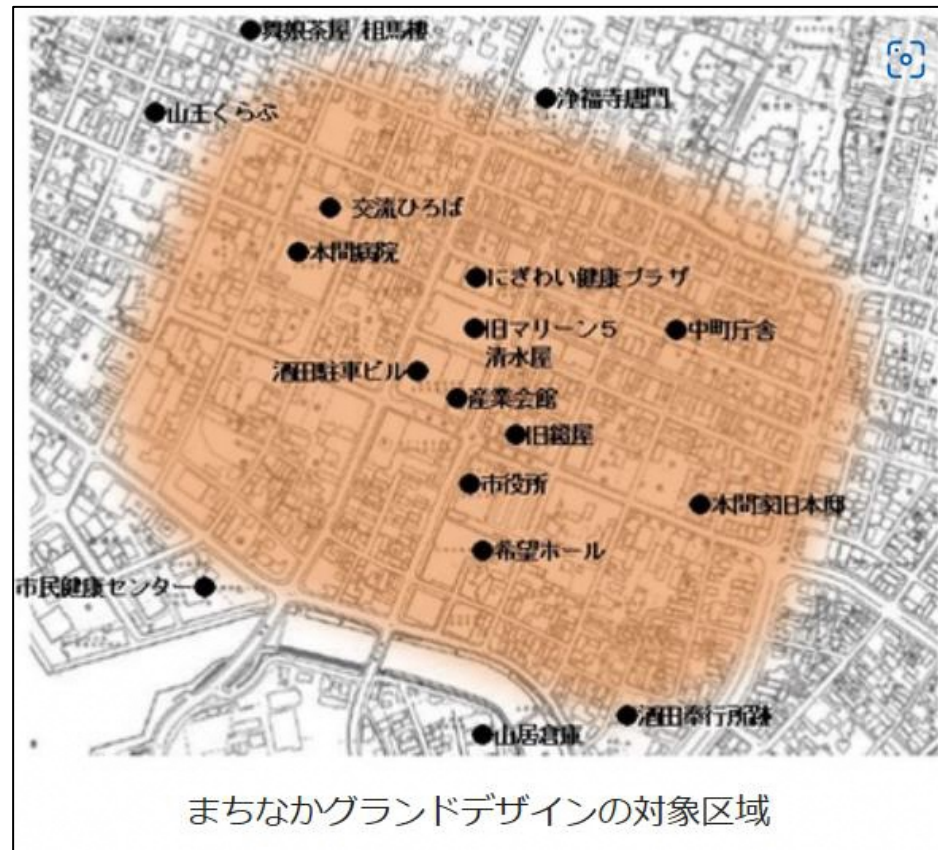 舞娘茶屋 相馬樓
浄福寺唐門
山王くらぶ
交流ひろば
本間病院
にぎわい健康プラザ
旧マリーン5
清水屋
中町庁舎
酒田駐車ビル
産業会館
旧鐙屋
市役所
本間家旧本邸
希望ホール
市民健康センター
酒田奉行所跡
山居倉庫
まちなかグランドデザインの対象区域